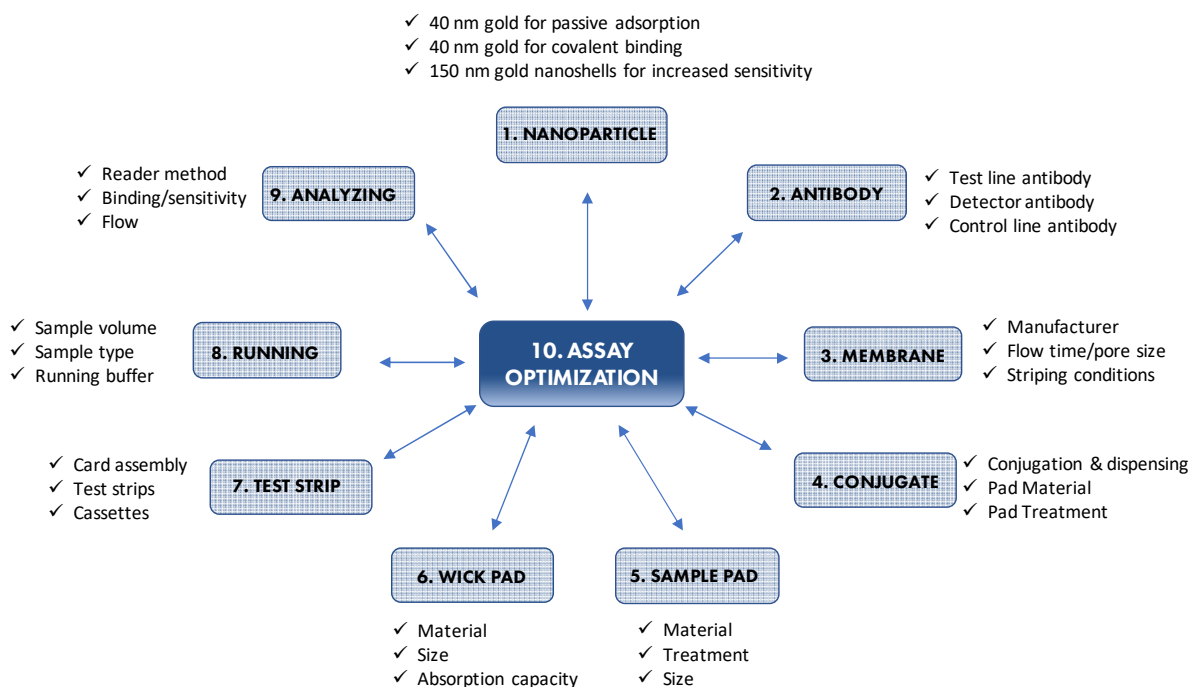 ✓ 40 nm gold for passive adsorption
✓ 40 nm gold for covalent binding
✓ 150 nm gold nanoshells for increased sensitivity
1. NANOPARTICLE
2. ANTIBODY
✓ Test line antibody
✓ Detector antibody
✓ Control line antibody
3. MEMBRANE
✓ Manufacturer
✓ Flow time/pore size
✓ Striping conditions
4. CONJUGATE
✓ Conjugation & dispensing
✓ Pad Material
✓ Pad Treatment
5. SAMPLE PAD
✓ Material
✓ Treatment
✓ Size
6. WICK PAD
✓ Material
✓ Size
✓ Absorption capacity
7. TEST STRIP
✓ Card assembly
✓ Test strips
✓ Cassettes
8. RUNNING
✓ Sample volume
✓ Sample type
✓ Running buffer
9. ANALYZING
✓ Reader method
✓ Binding/sensitivity
✓ Flow
10. ASSAY
OPTIMIZATION